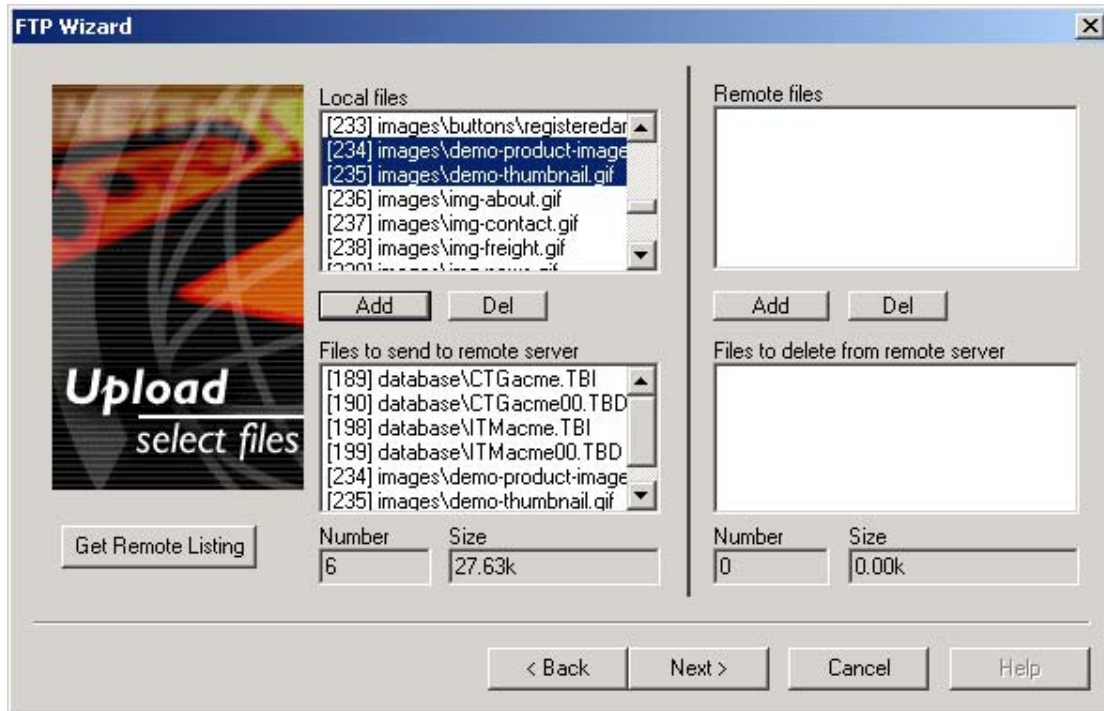 FTP Wizard
Local files
[233] images\buttons\registeredar
[234] images\demo-product-image
[235] images\demo-thumbnail.gif
[236] images\img-about.gif
[237] images\img-contact.gif
[238] images\img-freight.gif
Add
Del
Files to send to remote server
[189] database\CTGacme.TBI
[190] database\CTGacme00.TBD
[198] database\ITMacme.TBI
[199] database\ITMacme00.TBD
[234] images\demo-product-image
[235] images\demo-thumbnail.gif
Number
Size
6
27.63k
Upload
select files
Get Remote Listing
Remote files
Add
Del
Files to delete from remote server
Number
Size
0
0.00k
< Back
Next >
Cancel
Help